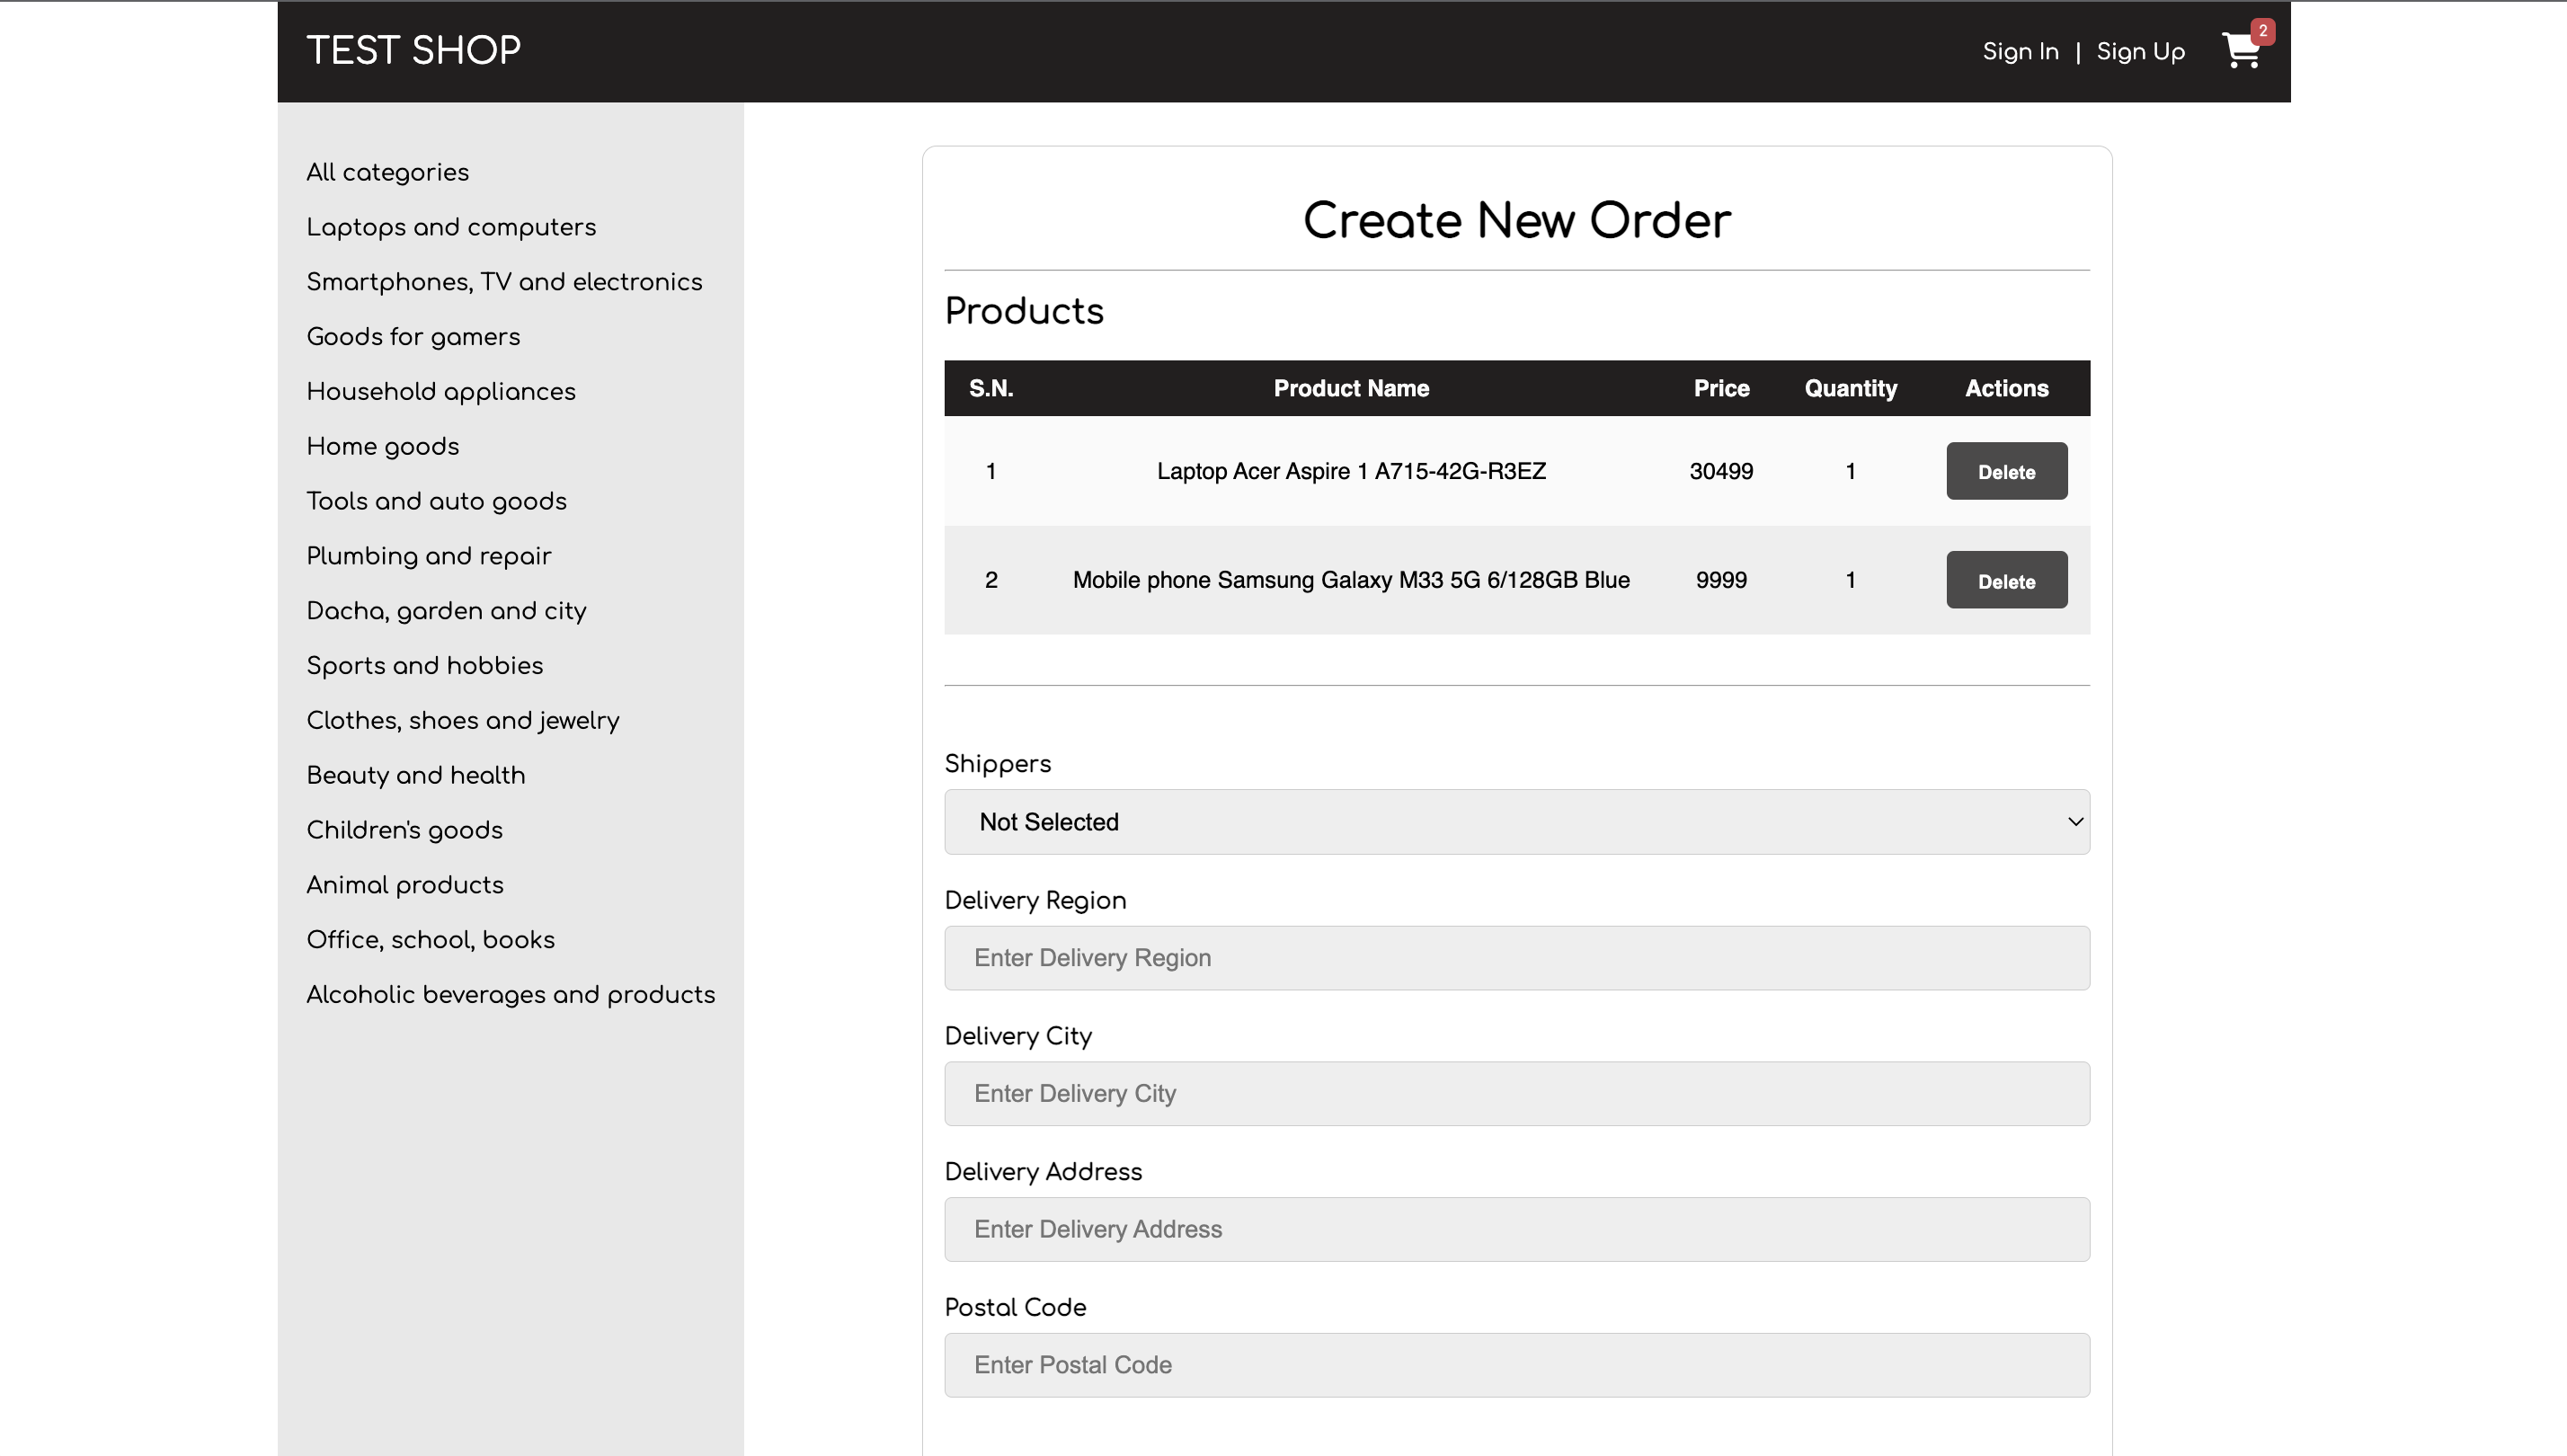 TEST SHOP
Sign In | Sign Up
2
All categories
Laptops and computers
Smartphones, TV and electronics
Goods for gamers
Household appliances
Home goods
Tools and auto goods
Plumbing and repair
Dacha, garden and city
Sports and hobbies
Clothes, shoes and jewelry
Beauty and health
Children's goods
Animal products
Office, school, books
Alcoholic beverages and products
Create New Order
Products
S.N. Product Name Price Quantity Actions
1 Laptop Acer Aspire 1 A715-42G-R3EZ 30499 1 Delete
2 Mobile phone Samsung Galaxy M33 5G 6/128GB Blue 9999 1 Delete
Shippers
Not Selected
Delivery Region
Enter Delivery Region
Delivery City
Enter Delivery City
Delivery Address
Enter Delivery Address
Postal Code
Enter Postal Code